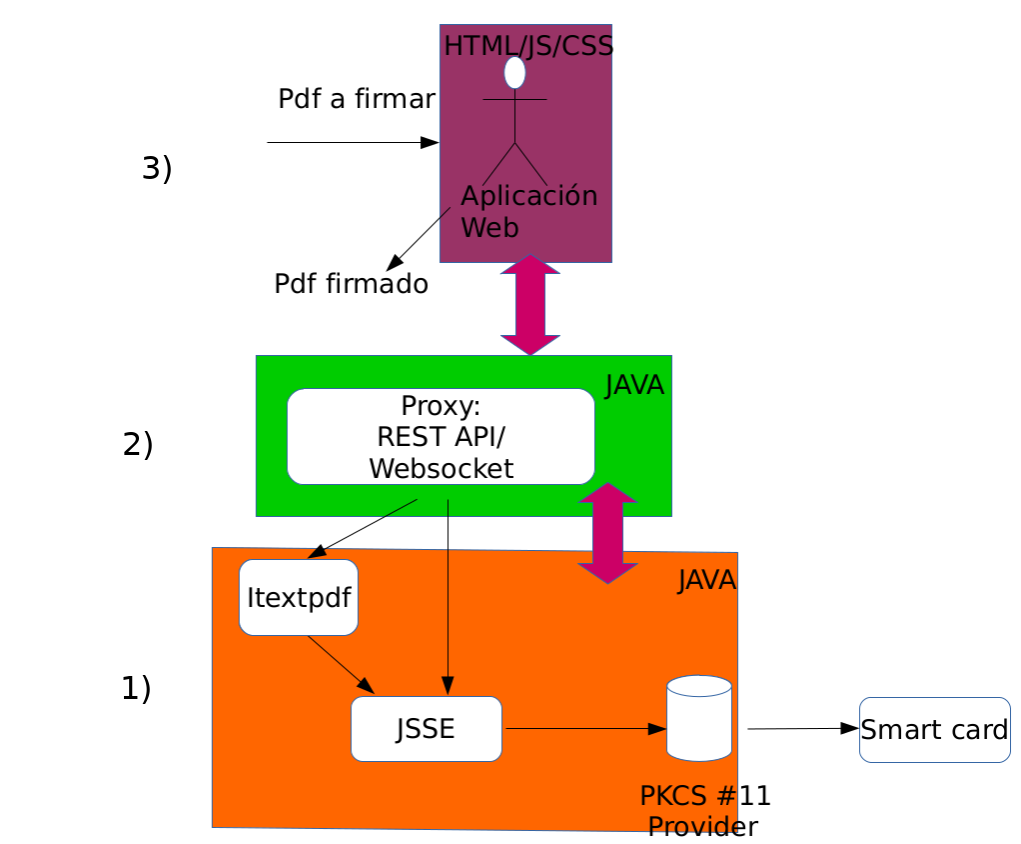 HTML/JS/CSS
Pdf a firmar
3)
Aplicación
Web
Pdf firmado
JAVA
Proxy:
REST API/
Websocket
2)
JAVA
Itextpdf
1)
JSSE
Smart card
PKCS #11
Provider